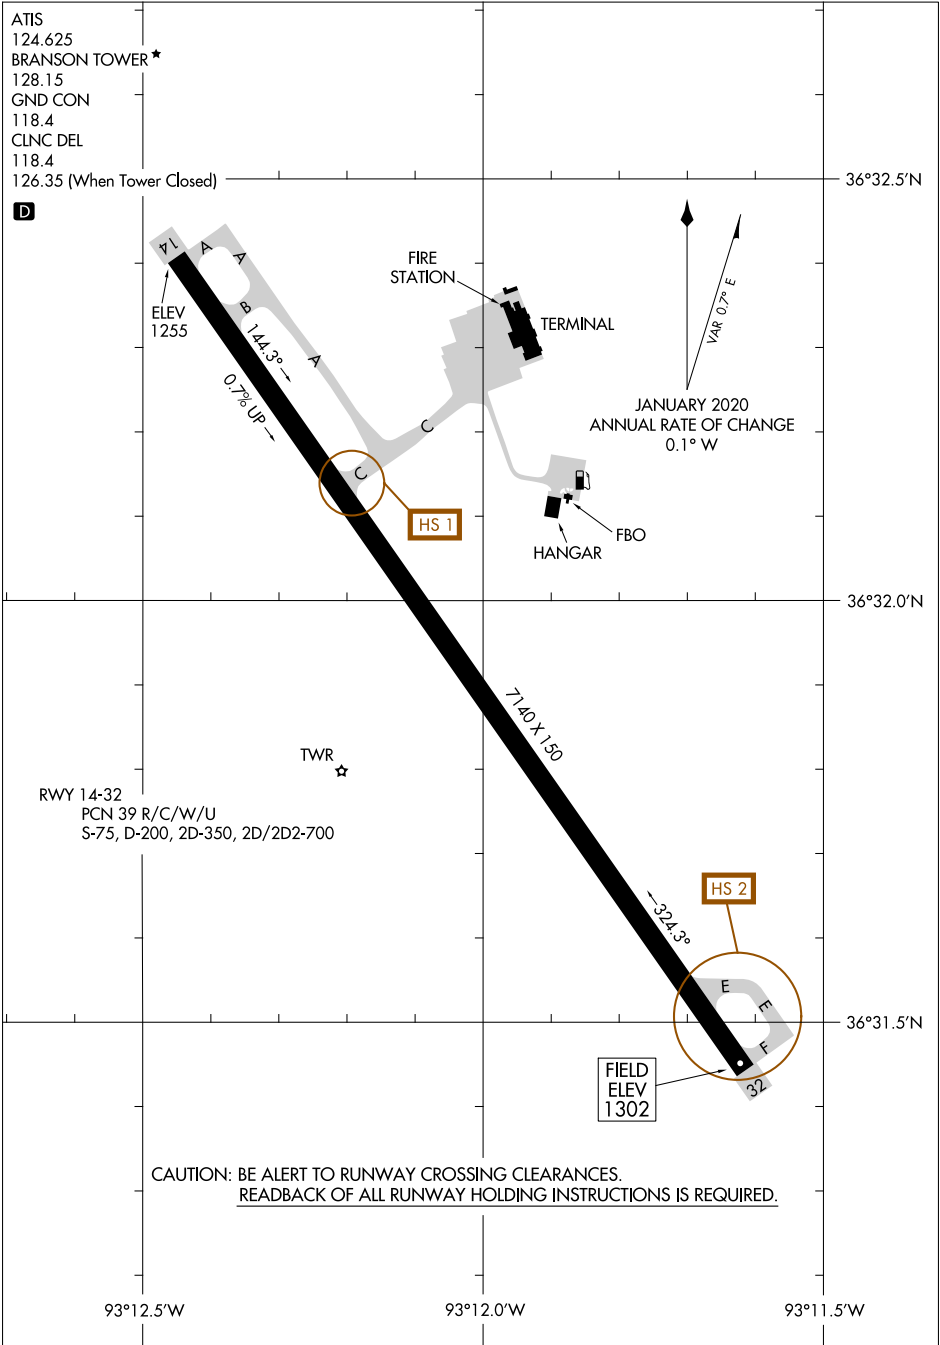 ATIS
124.625
BRANSON TOWER
128.15
GND CON
118.4
CLNC DEL
118.4
126.35 (When Tower Closed)
D
36°32.5'N
14
A
A
FIRE
STATION
VAR 0.7° E
ELEV
1255
B
TERMINAL
144.3°
A
0.7% UP
JANUARY 2020
ANNUAL RATE OF CHANGE
0.1° W
C
C
HS 1
FBO
HANGAR
36°32.0'N
7140 X 150
TWR
RWY 14-32
PCN 39 R/C/W/U
S-75, D-200, 2D-350, 2D/2D2-700
HS 2
324.3°
E
E
36°31.5'N
F
FIELD
ELEV
1302
32
CAUTION: BE ALERT TO RUNWAY CROSSING CLEARANCES.
READBACK OF ALL RUNWAY HOLDING INSTRUCTIONS IS REQUIRED.
93°12.5'W
93°12.0'W
93°11.5'W